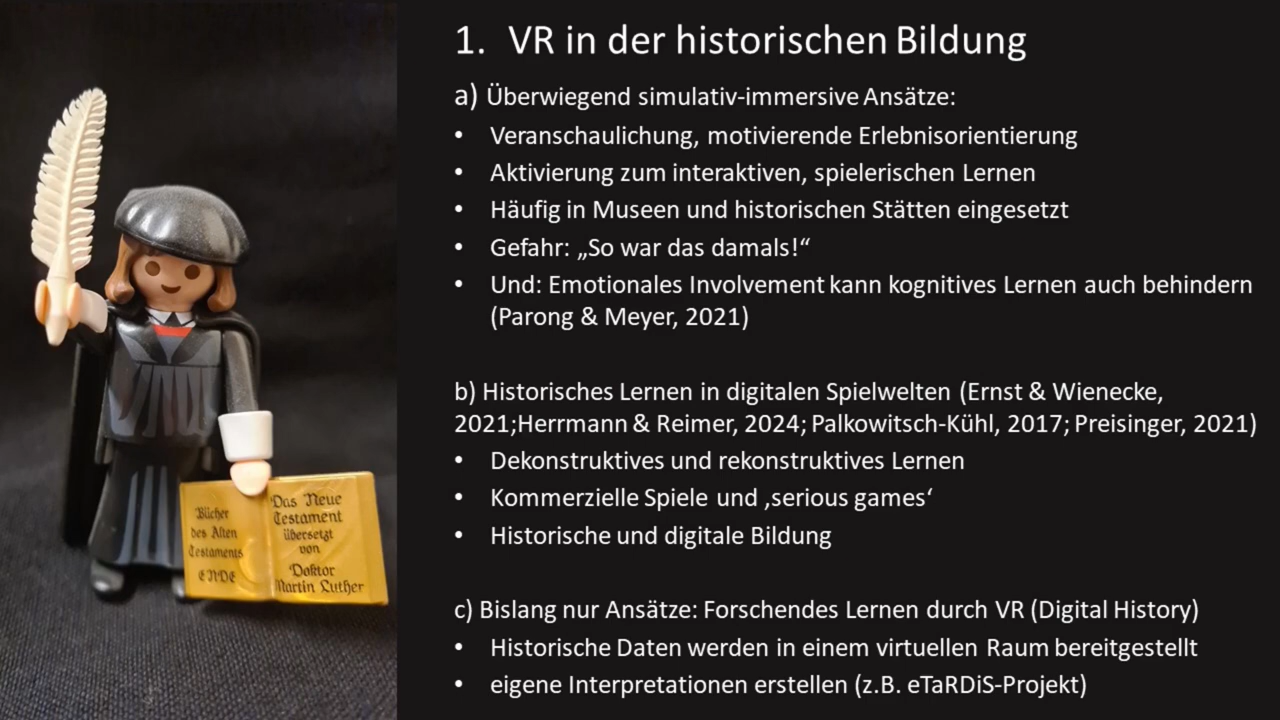 1. VR in der historischen Bildung
a) Überwiegend simulativ-immersive Ansätze:
• Veranschaulichung, motivierende Erlebnisorientierung
• Aktivierung zum interaktiven, spielerischen Lernen
• Häufig in Museen und historischen Stätten eingesetzt
• Gefahr: „So war das damals!“
• Und: Emotionales Involvement kann kognitives Lernen auch behindern
(Parong & Meyer, 2021)
b) Historisches Lernen in digitalen Spielwelten (Ernst & Wienecke,
2021;Herrmann & Reimer, 2024; Palkowitsch-Kühl, 2017; Preisinger, 2021)
• Dekonstruktives und rekonstruktives Lernen
• Kommerzielle Spiele und ‚serious games‘
• Historische und digitale Bildung
c) Bislang nur Ansätze: Forschendes Lernen durch VR (Digital History)
• Historische Daten werden in einem virtuellen Raum bereitgestellt
• eigene Interpretationen erstellen (z.B. eTaRDiS-Projekt)
Bücher
des Alten
Testaments
ENDE
Das Neue
Testament
übersetzt
von
Doktor
Martin Luther